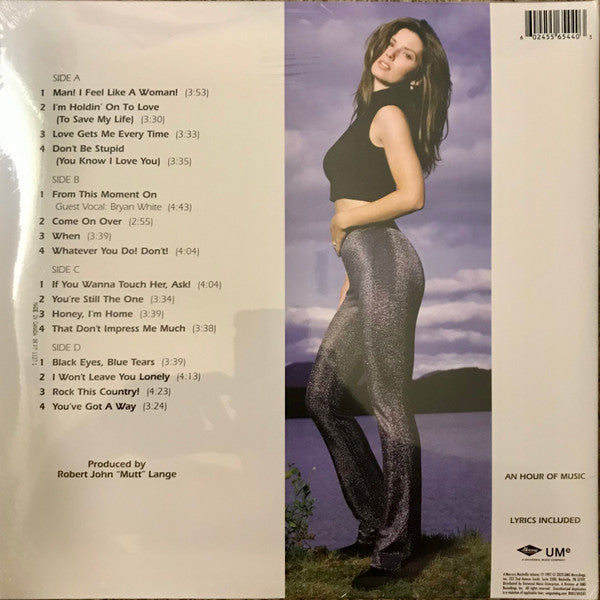 6 02455 65440 3
SIDE A
1 Man! I Feel Like A Woman! (3:53)
2 I'm Holdin' On To Love
(To Save My Life) (3:30)
3 Love Gets Me Every Time (3:33)
4 Don't Be Stupid
(You Know I Love You) (3:35)
SIDE B
1 From This Moment On
Guest Vocal: Bryan White (4:43)
2 Come On Over (2:55)
3 When (3:39)
4 Whatever You Do! Don't! (4:04)
SIDE C
1 If You Wanna Touch Her, Ask! (4:04)
2 You're Still The One (3:34)
3 Honey, I'm Home (3:39)
4 That Don't Impress Me Much (3:38)
SIDE D
1 Black Eyes, Blue Tears (3:39)
2 I Won't Leave You Lonely (4:13)
3 Rock This Country! (4:23)
4 You've Got A Way (3:24)
Produced by
Robert John "Mutt" Lange
AN HOUR OF MUSIC
LYRICS INCLUDED
UMe
A UNIVERSAL MUSIC COMPANY